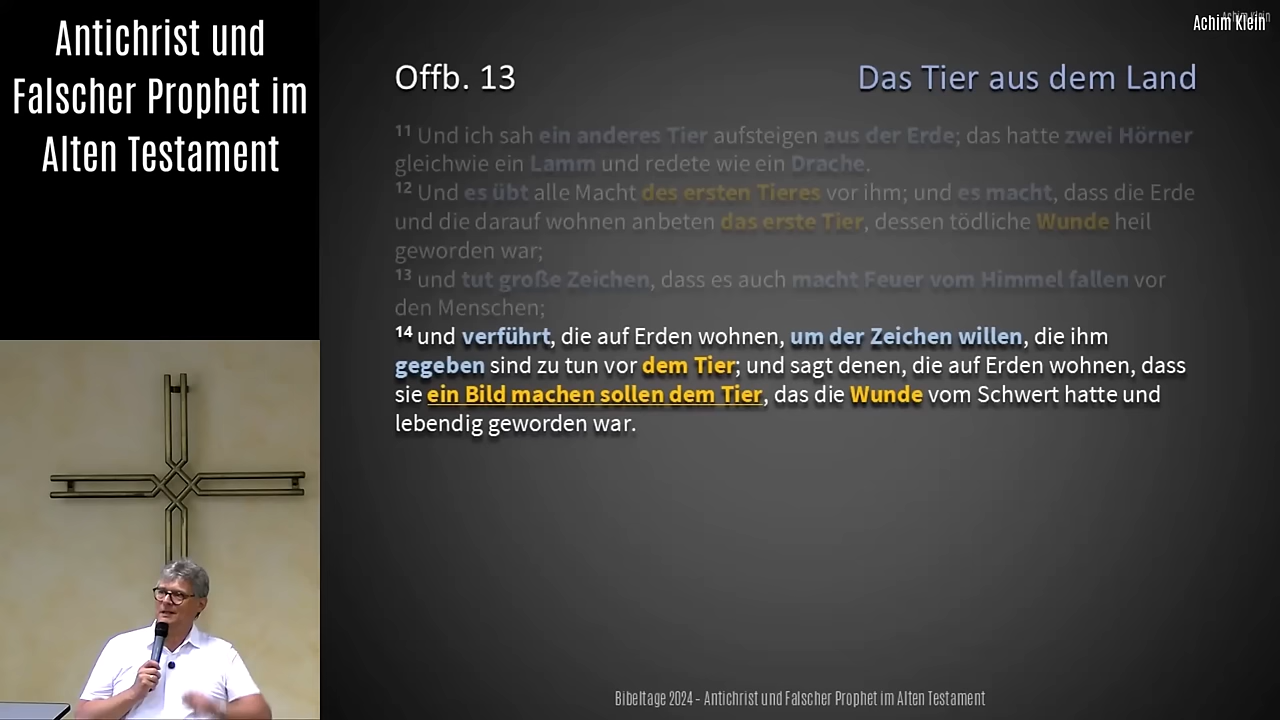 Antichrist und
Falscher Prophet im
Alten Testament
Achim Klein
Achim Klein
Offb. 13
Das Tier aus dem Land
11 Und ich sah ein anderes Tier aufsteigen aus der Erde; das hatte zwei Hörner
gleichwie ein Lamm und redete wie ein Drache.
12 Und es übt alle Macht des ersten Tieres vor ihm; und es macht, dass die Erde
und die darauf wohnen anbeten das erste Tier, dessen tödliche Wunde heil
geworden war;
13 und tut große Zeichen, dass es auch macht Feuer vom Himmel fallen vor
den Menschen;
14 und verführt, die auf Erden wohnen, um der Zeichen willen, die ihm
gegeben sind zu tun vor dem Tier; und sagt denen, die auf Erden wohnen, dass
sie ein Bild machen sollen dem Tier, das die Wunde vom Schwert hatte und
lebendig geworden war.
Bibeltage 2024 - Antichrist und Falscher Prophet im Alten Testament